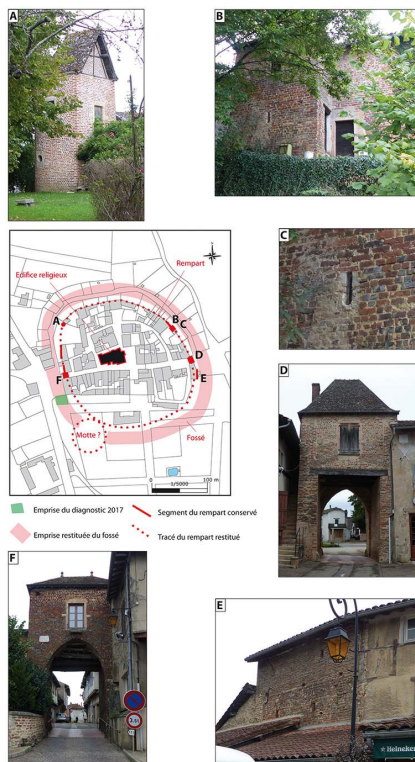 A
B
Edifice religieux
Rempart
A
B
C
D
E
F
Motte ?
Fossé
1/5000
0
100 m
C
D
Emprise du diagnostic 2017
Segment du rempart conservé
Emprise restituée du fossé
Tracé du rempart restitué
F
E
Heineken